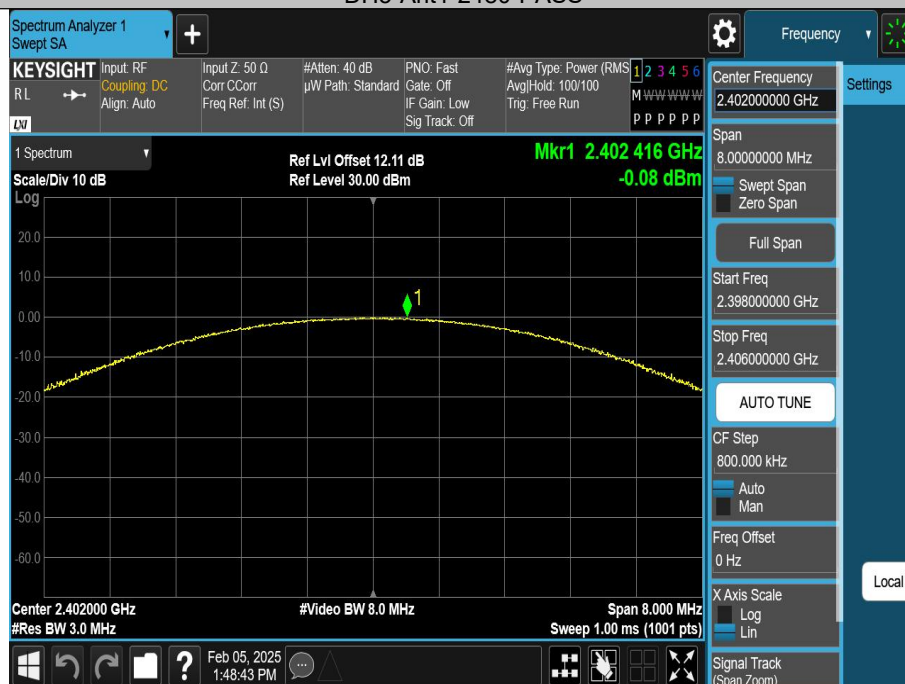 Spectrum Analyzer 1
Swept SA
+
Frequency
KEYSIGHT
R L
LXI
Input: RF
Coupling: DC
Align: Auto
Input Z: 50 Ω
Corr CCorr
Freq Ref: Int (S)
#Atten: 40 dB
µW Path: Standard
PNO: Fast
Gate: Off
IF Gain: Low
Sig Track: Off
#Avg Type: Power (RMS
Avg|Hold: 100/100
Trig: Free Run
1 2 3 4 5 6
M W W W W W
P P P P P P
1 Spectrum
Scale/Div 10 dB
Log
Ref Lvl Offset 12.11 dB
Ref Level 30.00 dBm
Mkr1 2.402 416 GHz
-0.08 dBm
20.0
10.0
0.00
-10.0
-20.0
-30.0
-40.0
-50.0
-60.0
1
Center 2.402000 GHz
#Res BW 3.0 MHz
#Video BW 8.0 MHz
Span 8.000 MHz
Sweep 1.00 ms (1001 pts)
?
Feb 05, 2025
1:48:43 PM
Center Frequency
2.402000000 GHz
Settings
Span
8.00000000 MHz
Swept Span
Zero Span
Full Span
Start Freq
2.398000000 GHz
Stop Freq
2.406000000 GHz
AUTO TUNE
CF Step
800.000 kHz
Auto
Man
Freq Offset
0 Hz
X Axis Scale
Log
Lin
Local
Signal Track
(Span Zoom)